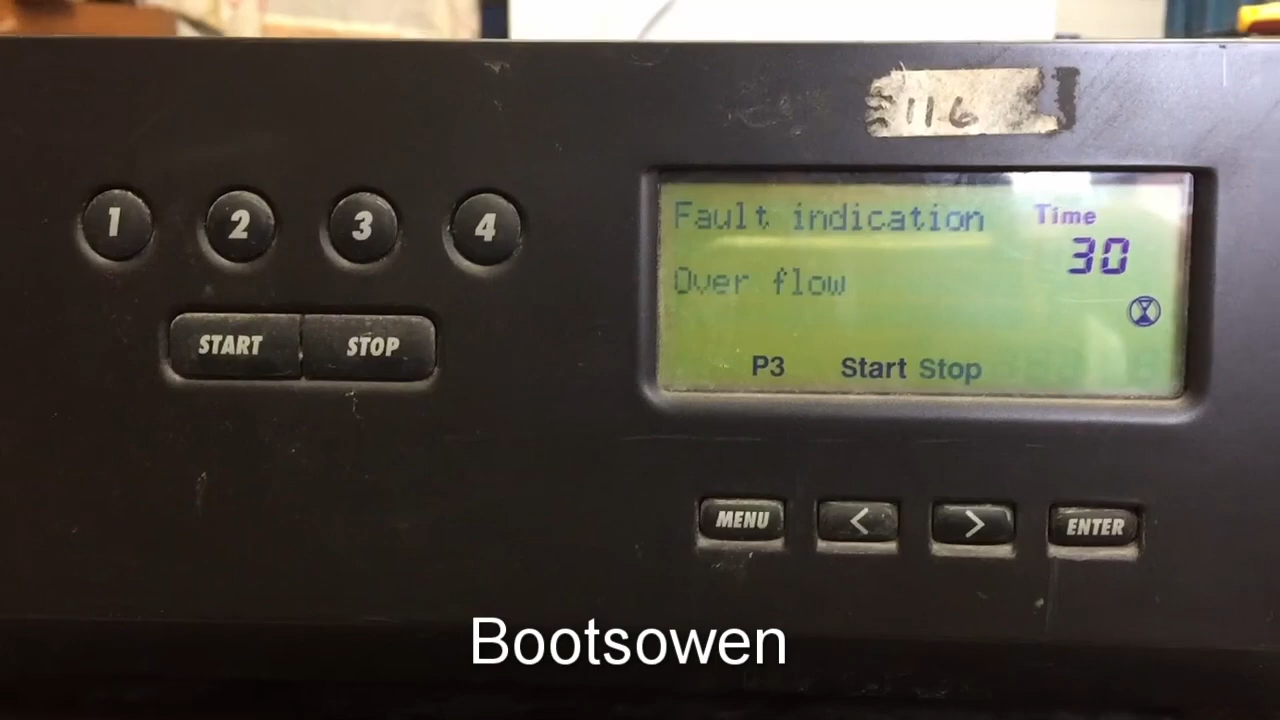 116
1 2 3 4
START STOP
Fault indication
Time
30
Over flow
P3 Start Stop
MENU < > ENTER
Bootsowen